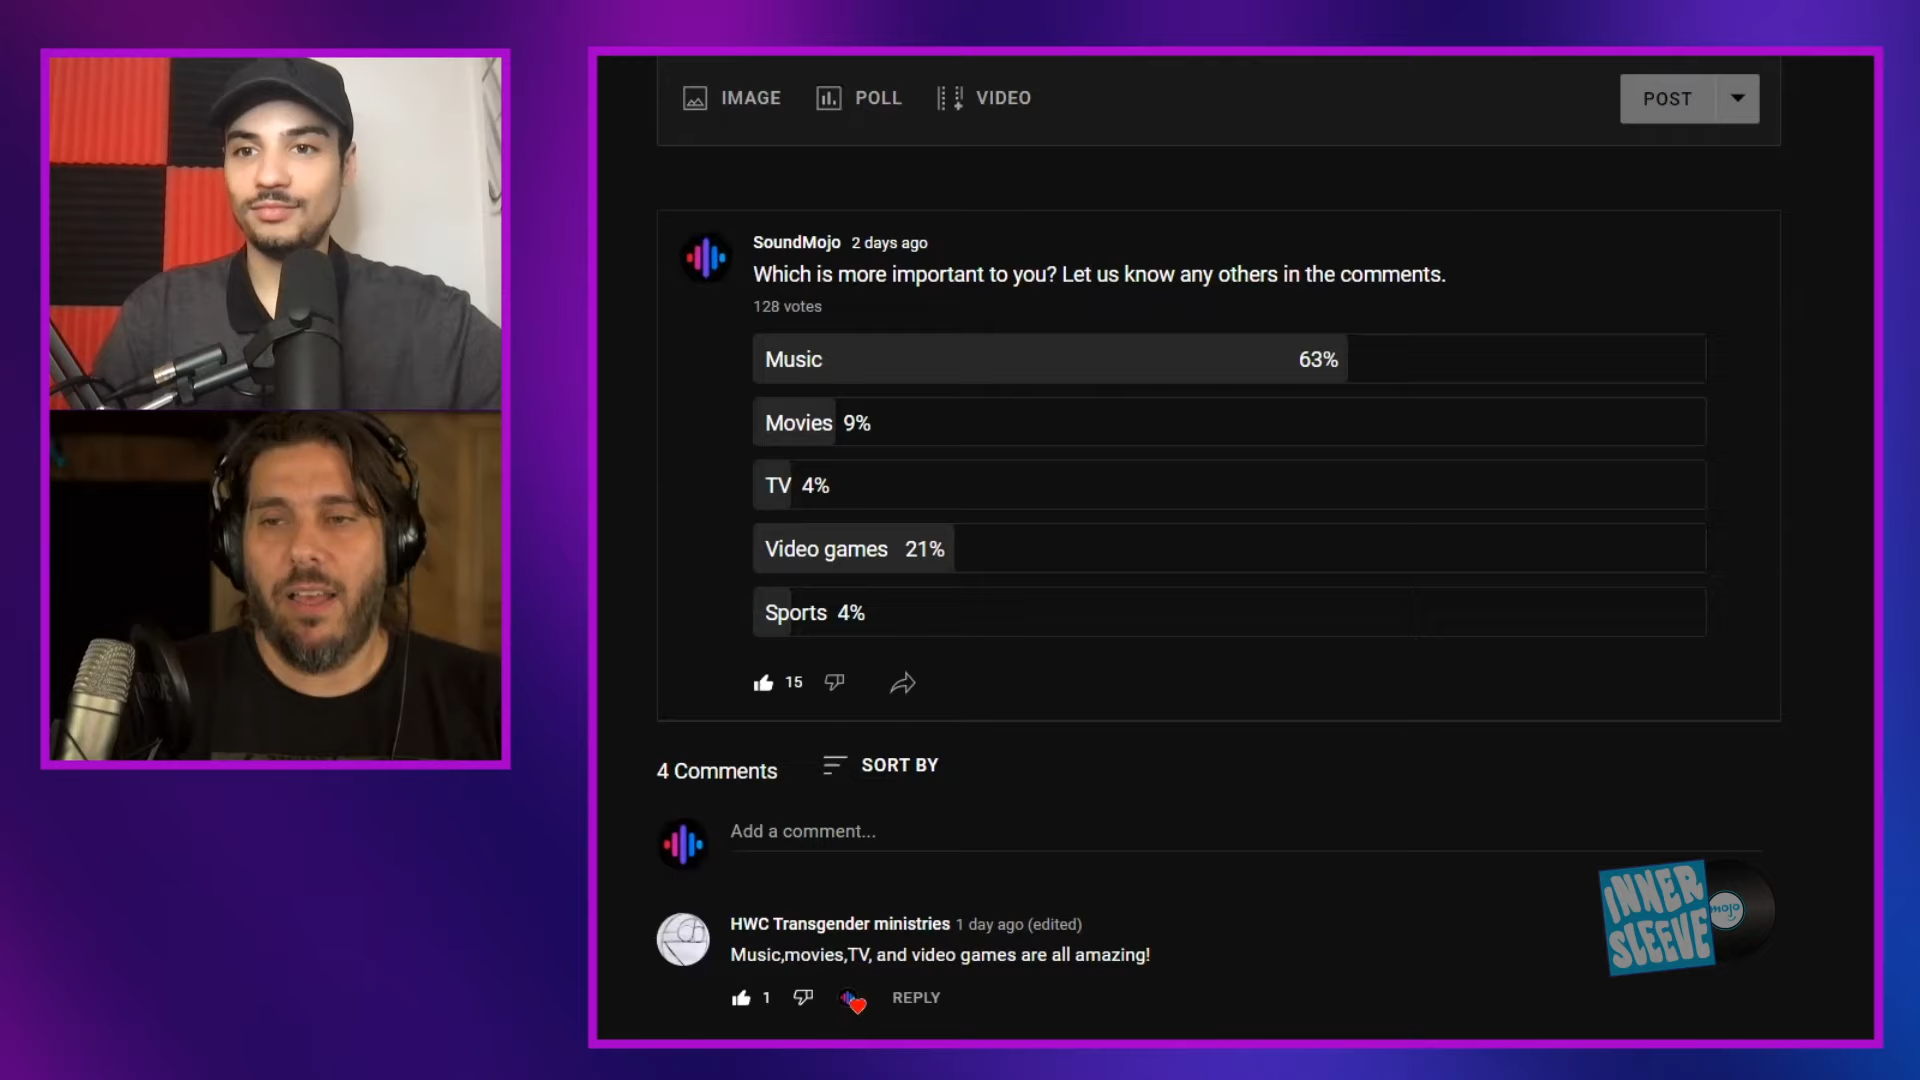 IMAGE
POLL
VIDEO
POST
SoundMojo 2 days ago
Which is more important to you? Let us know any others in the comments.
128 votes
Music 63%
Movies 9%
TV 4%
Video games 21%
Sports 4%
15
4 Comments
SORT BY
Add a comment...
HWC Transgender ministries 1 day ago (edited)
Music,movies,TV, and video games are all amazing!
1
REPLY
INNER
SLEEVE
mojo